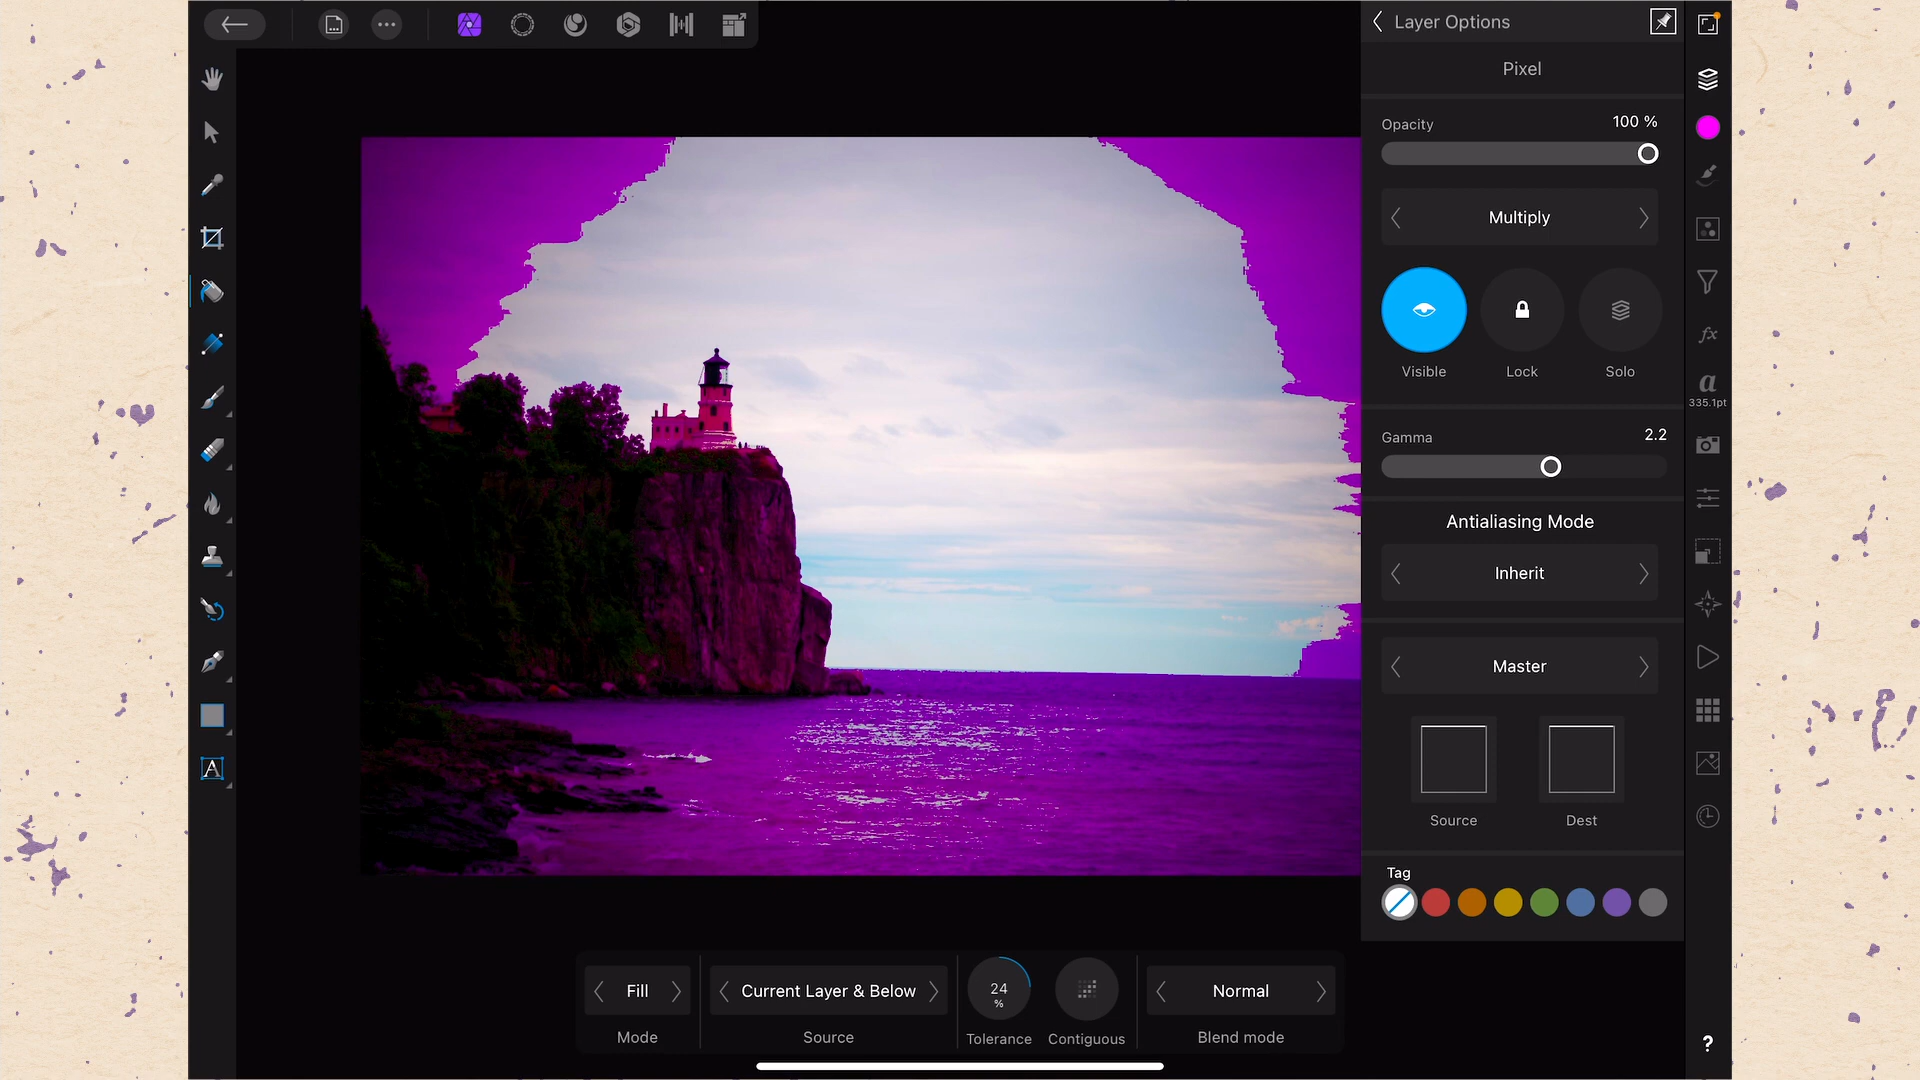 Layer Options
Pixel
Opacity
100 %
Multiply
Visible
Lock
Solo
fx
a
335.1pt
Gamma
2.2
Antialiasing Mode
Inherit
Master
Source
Dest
A
Tag
Fill
Current Layer & Below
24
%
Normal
Mode
Source
Tolerance
Contiguous
Blend mode
?